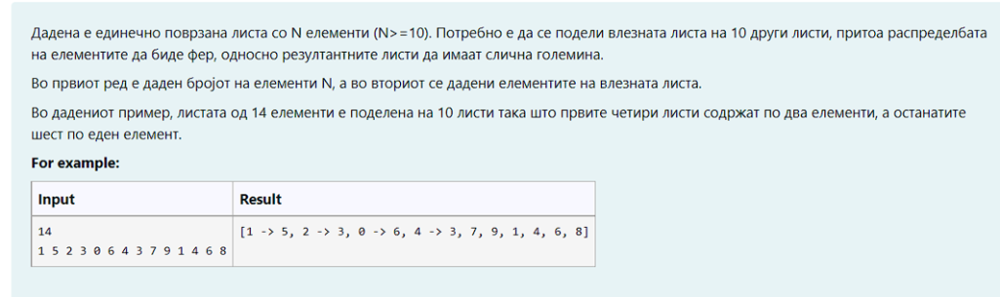 Дадена е единечно поврзана листа со N елементи (N>=10). Потребно е да се подели влезната листа на 10 други листи, притоа распределбата
на елементите да биде фер, односно резултантните листи да имаат слична големина.
Во првиот ред е даден бројот на елементи N, а во вториот се дадени елементите на влезната листа.
Во дадениот пример, листата од 14 елементи е поделена на 10 листи така што првите четири листи содржат по два елементи, а останатите
шест по еден елемент.
For example:
Input Result
14 [1 -> 5, 2 -> 3, 0 -> 6, 4 -> 3, 7, 9, 1, 4, 6, 8]
1 5 2 3 0 6 4 3 7 9 1 4 6 8